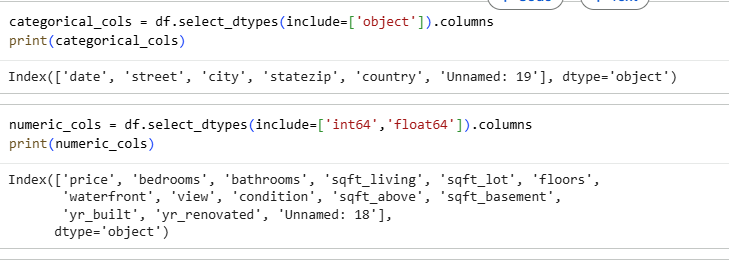 categorical_cols = df.select_dtypes(include=['object']).columns
print(categorical_cols)
Index(['date', 'street', 'city', 'statezip', 'country', 'Unnamed: 19'], dtype='object')
numeric_cols = df.select_dtypes(include=['int64','float64']).columns
print(numeric_cols)
Index(['price', 'bedrooms', 'bathrooms', 'sqft_living', 'sqft_lot', 'floors',
       'waterfront', 'view', 'condition', 'sqft_above', 'sqft_basement',
       'yr_built', 'yr_renovated', 'Unnamed: 18'],
      dtype='object')